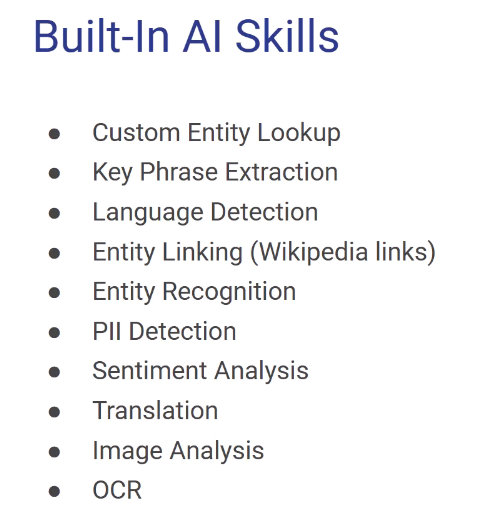 Built-In AI Skills
● Custom Entity Lookup
● Key Phrase Extraction
● Language Detection
● Entity Linking (Wikipedia links)
● Entity Recognition
● PII Detection
● Sentiment Analysis
● Translation
● Image Analysis
● OCR